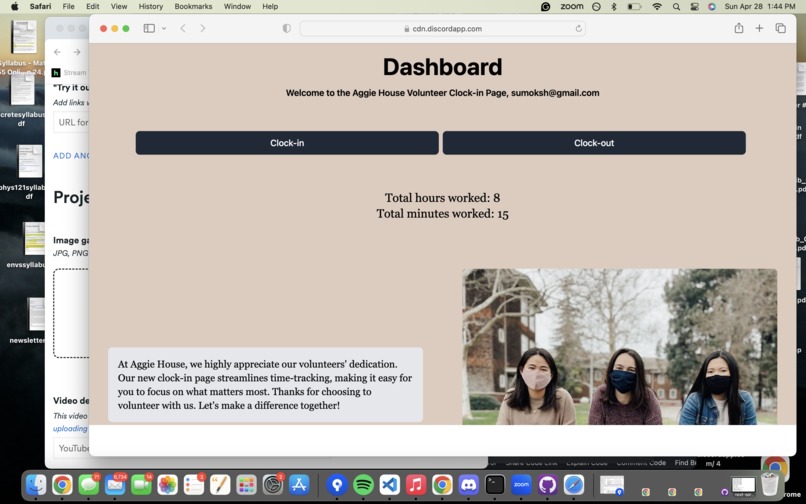 Safari File Edit View History Bookmarks Window Help
zoom
Sun Apr 28 1:44 PM
cdn.discordapp.com
Dashboard
Welcome to the Aggie House Volunteer Clock-in Page, sumoksh@gmail.com
Clock-in
Clock-out
Total hours worked: 8
Total minutes worked: 15
At Aggie House, we highly appreciate our volunteers' dedication.
Our new clock-in page streamlines time-tracking, making it easy for
you to focus on what matters most. Thanks for choosing to
volunteer with us. Let's make a difference together!
h Stream
"Try it ou
Add links
URL for
ADD AN
Proje
Image ga
JPG, PNG
Video de
This video
uploading
YouTube
Syllabus - Mat
cretesyllabus
df
phys121syllab
df
envssyllabu
newsletter
Share Code Link Explain Code Comment Code Find B
m/ 4
8,734
zoom